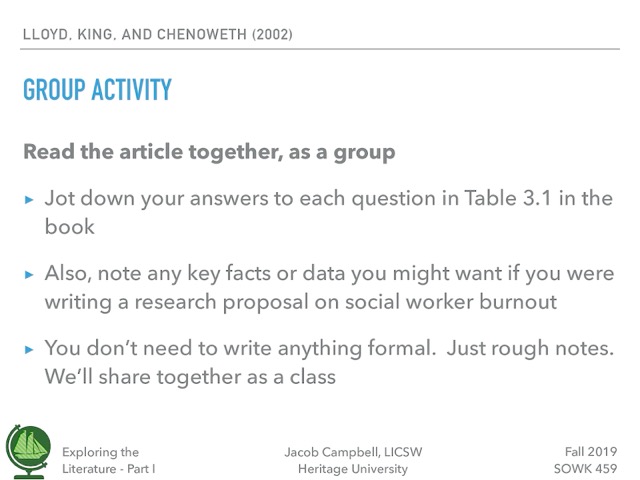 LLOYD, KING, AND CHENOWETH (2002)
GROUP ACTIVITY
Read the article together, as a group
▸ Jot down your answers to each question in Table 3.1 in the
book
▸ Also, note any key facts or data you might want if you were
writing a research proposal on social worker burnout
▸ You don’t need to write anything formal.  Just rough notes.
We’ll share together as a class
Exploring the
Literature - Part I
Jacob Campbell, LICSW
Heritage University
Fall 2019
SOWK 459